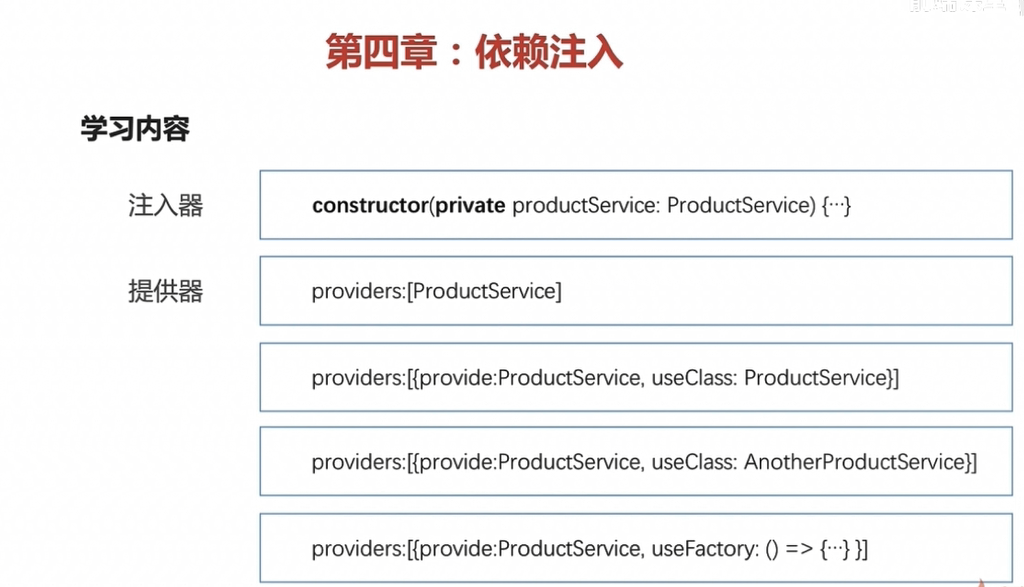 第四章：依赖注入
学习内容
注入器
constructor(private productService: ProductService) {···}
提供器
providers:[ProductService]
providers:[{provide:ProductService, useClass: ProductService}]
providers:[{provide:ProductService, useClass: AnotherProductService}]
providers:[{provide:ProductService, useFactory: () => {···} }]